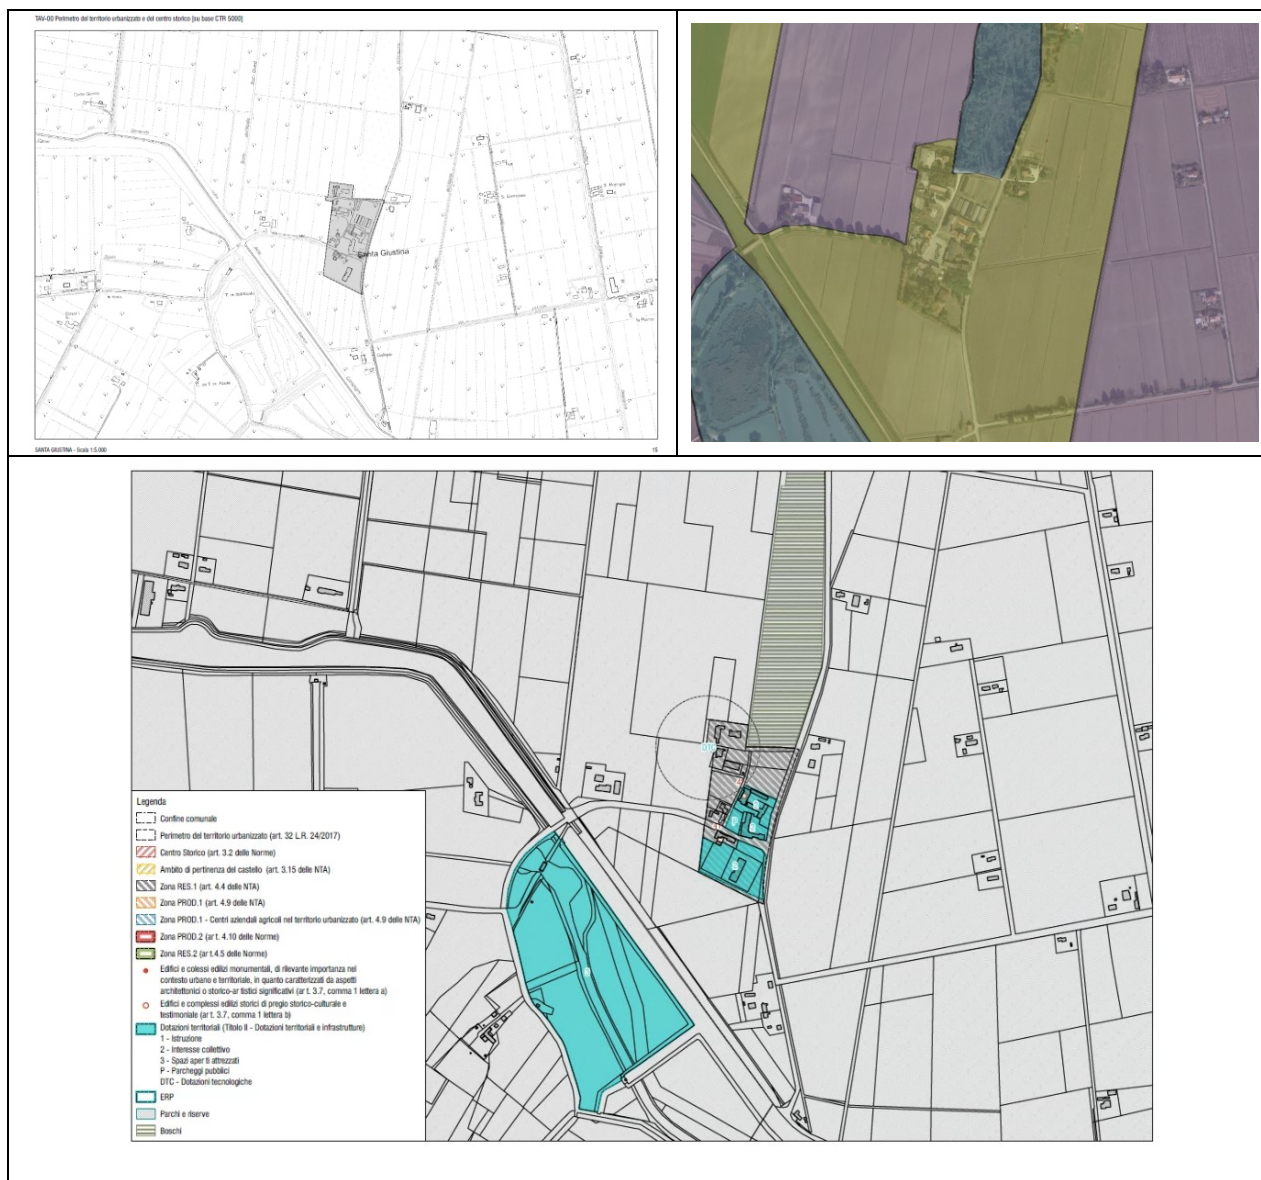 TAV-00 Perimetro del territorio urbanizzato e del centro storico [su base CTR 5000]
Santa Giustina
SANTA GIUSTINA - Scala 1:5.000
15
DTC
P
Legenda
Confine comunale
Perimetro del territorio urbanizzato (art. 32 L.R. 24/2017)
Centro Storico (art. 3.2 delle Norme)
Ambito di pertinenza del castello (art. 3.15 delle NTA)
Zona RES.1 (art. 4.4 delle NTA)
Zona PROD.1 (art. 4.9 delle NTA)
Zona PROD.1 - Centri aziendali agricoli nel territorio urbanizzato (art. 4.9 delle NTA)
Zona PROD.2 (ar t. 4.10 delle Norme)
Zona RES.2 (ar t.4.5 delle Norme)
Edifici e colessi edilizi monumentali, di rilevante importanza nel
contesto urbano e territoriale, in quanto caratterizzati da aspetti
architettonici o storico-ar tistici significativi (ar t. 3.7, comma 1 lettera a)
Edifici e complessi edilizi storici di pregio storico-culturale e
testimoniale (ar t. 3.7, comma 1 lettera b)
Dotazioni territoriali (Titolo II - Dotazioni territoriali e infrastrutture)
1 - Istruzione
2 - Interesse collettivo
3 - Spazi aper ti attrezzati
P - Parcheggi pubblici
DTC - Dotazioni tecnologiche
ERP
Parchi e riserve
Boschi